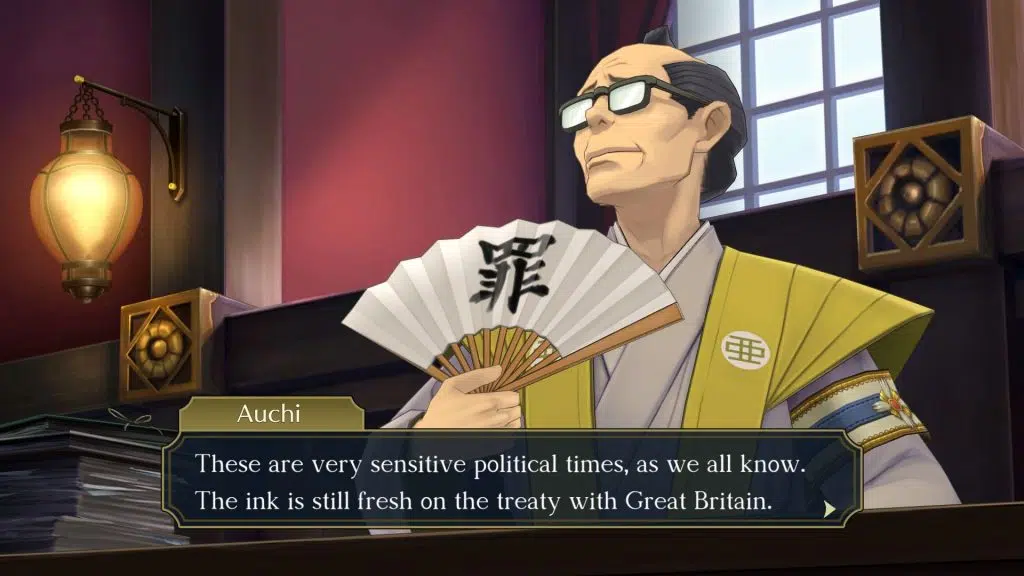 罪
亜
Auchi
These are very sensitive political times, as we all know.
The ink is still fresh on the treaty with Great Britain.